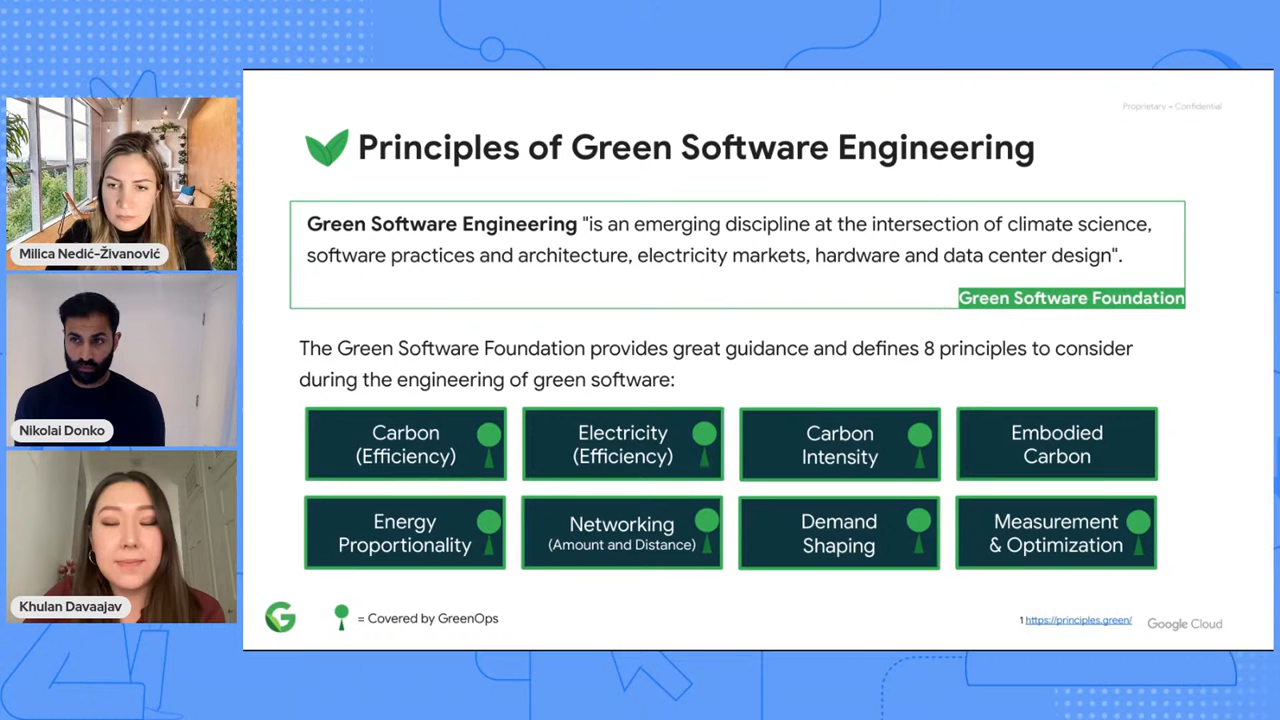 Proprietary + Confidential
Principles of Green Software Engineering
Green Software Engineering "is an emerging discipline at the intersection of climate science,
software practices and architecture, electricity markets, hardware and data center design".
Green Software Foundation
The Green Software Foundation provides great guidance and defines 8 principles to consider
during the engineering of green software:
Carbon
(Efficiency)
Electricity
(Efficiency)
Carbon
Intensity
Embodied
Carbon
Energy
Proportionality
Networking
(Amount and Distance)
Demand
Shaping
Measurement
& Optimization
= Covered by GreenOps
1 https://principles.green/
Google Cloud
Milica Nedić-Živanović
Nikolai Donko
Khulan Davaajav